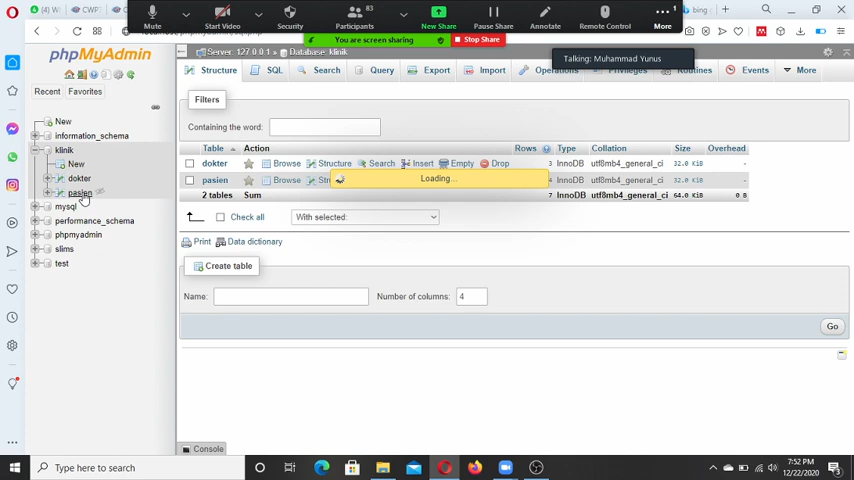 Mute
Start Video
Security
Participants
83
New Share
Pause Share
Annotate
Remote Control
More
You are screen sharing
Stop Share
Talking: Muhammad Yunus
phpMyAdmin
Recent
Favorites
New
information_schema
klinik
New
dokter
pasien
mysql
performance_schema
phpmyadmin
slims
test
Server: 127.0.0.1 » Database: klinik
Structure
SQL
Search
Query
Export
Import
Operations
Privileges
Routines
Events
More
Filters
Containing the word:
Table Action Rows Type Collation Size Overhead
dokter Browse Structure Search Insert Empty Drop 3 InnoDB utf8mb4_general_ci 32.0 KiB -
pasien Browse 4 InnoDB utf8mb4_general_ci 32.0 KiB -
Loading...
2 tables Sum 7 InnoDB utf8mb4_general_ci 64.0 KiB 0 B
Check all
With selected:
Print Data dictionary
Create table
Name:
Number of columns: 4
Go
Console
Type here to search
7:52 PM
12/22/2020